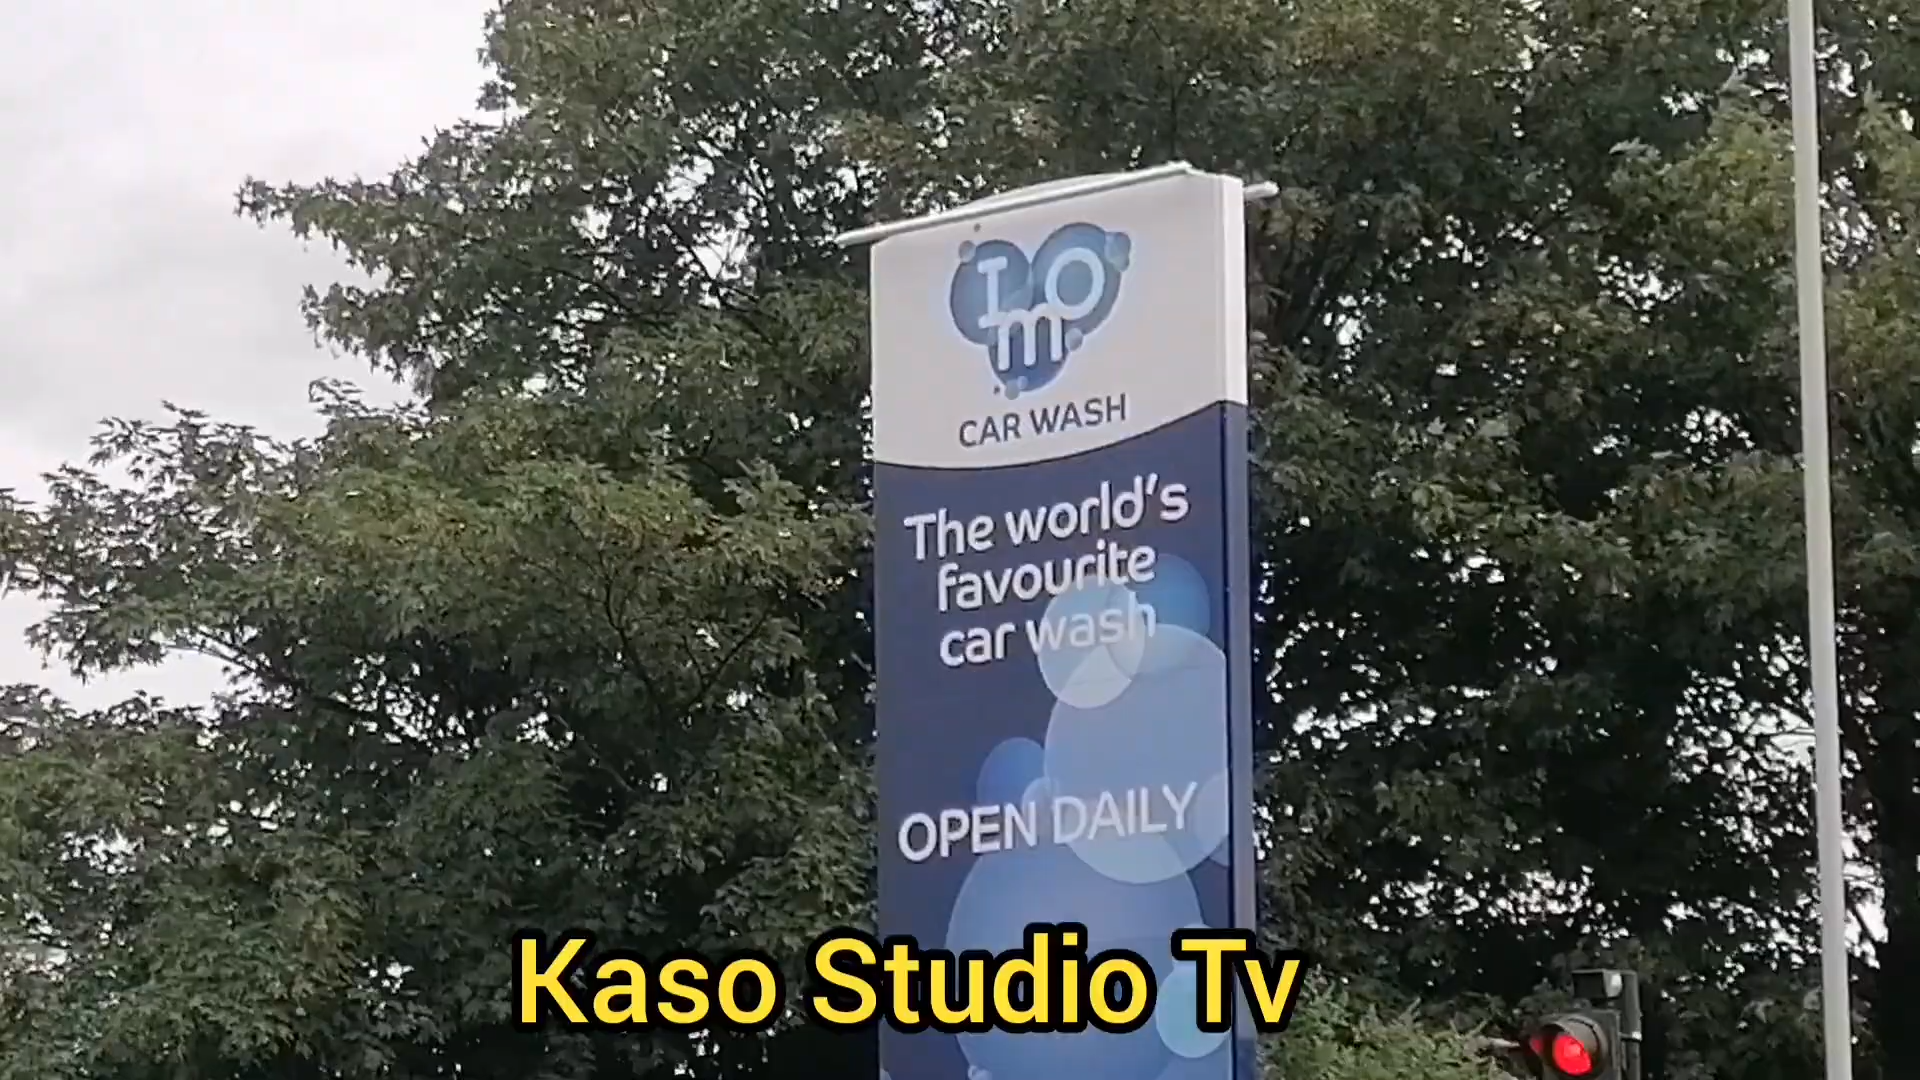 Imo
CAR WASH
The world's
favourite
car wash
OPEN DAILY
Kaso Studio Tv